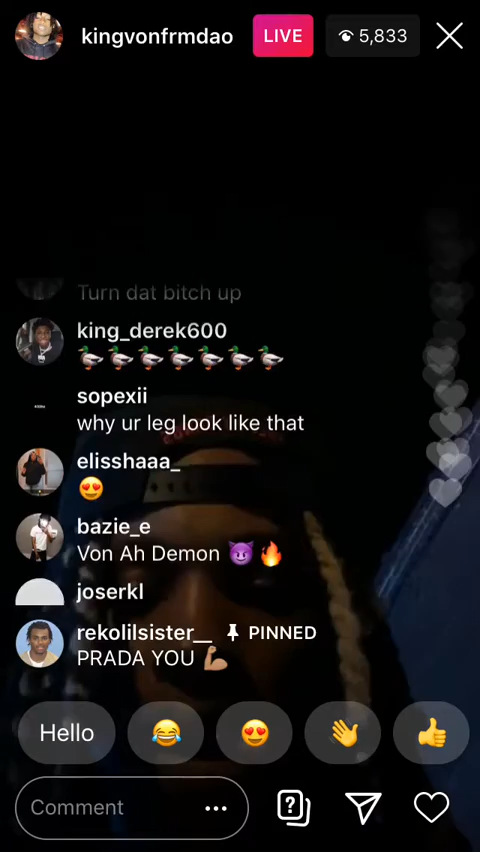 kingvonfrmdao LIVE 5,833
Turn dat bitch up
king_derek600
🦆🦆🦆🦆🦆🦆🦆
sopexii
why ur leg look like that
elisshaaa_
😍
bazie_e
Von Ah Demon 😈🔥
joserkl
rekolilsister__ PINNED
PRADA YOU 💪🏼
Hello 😂 😍 👋 👍
Comment